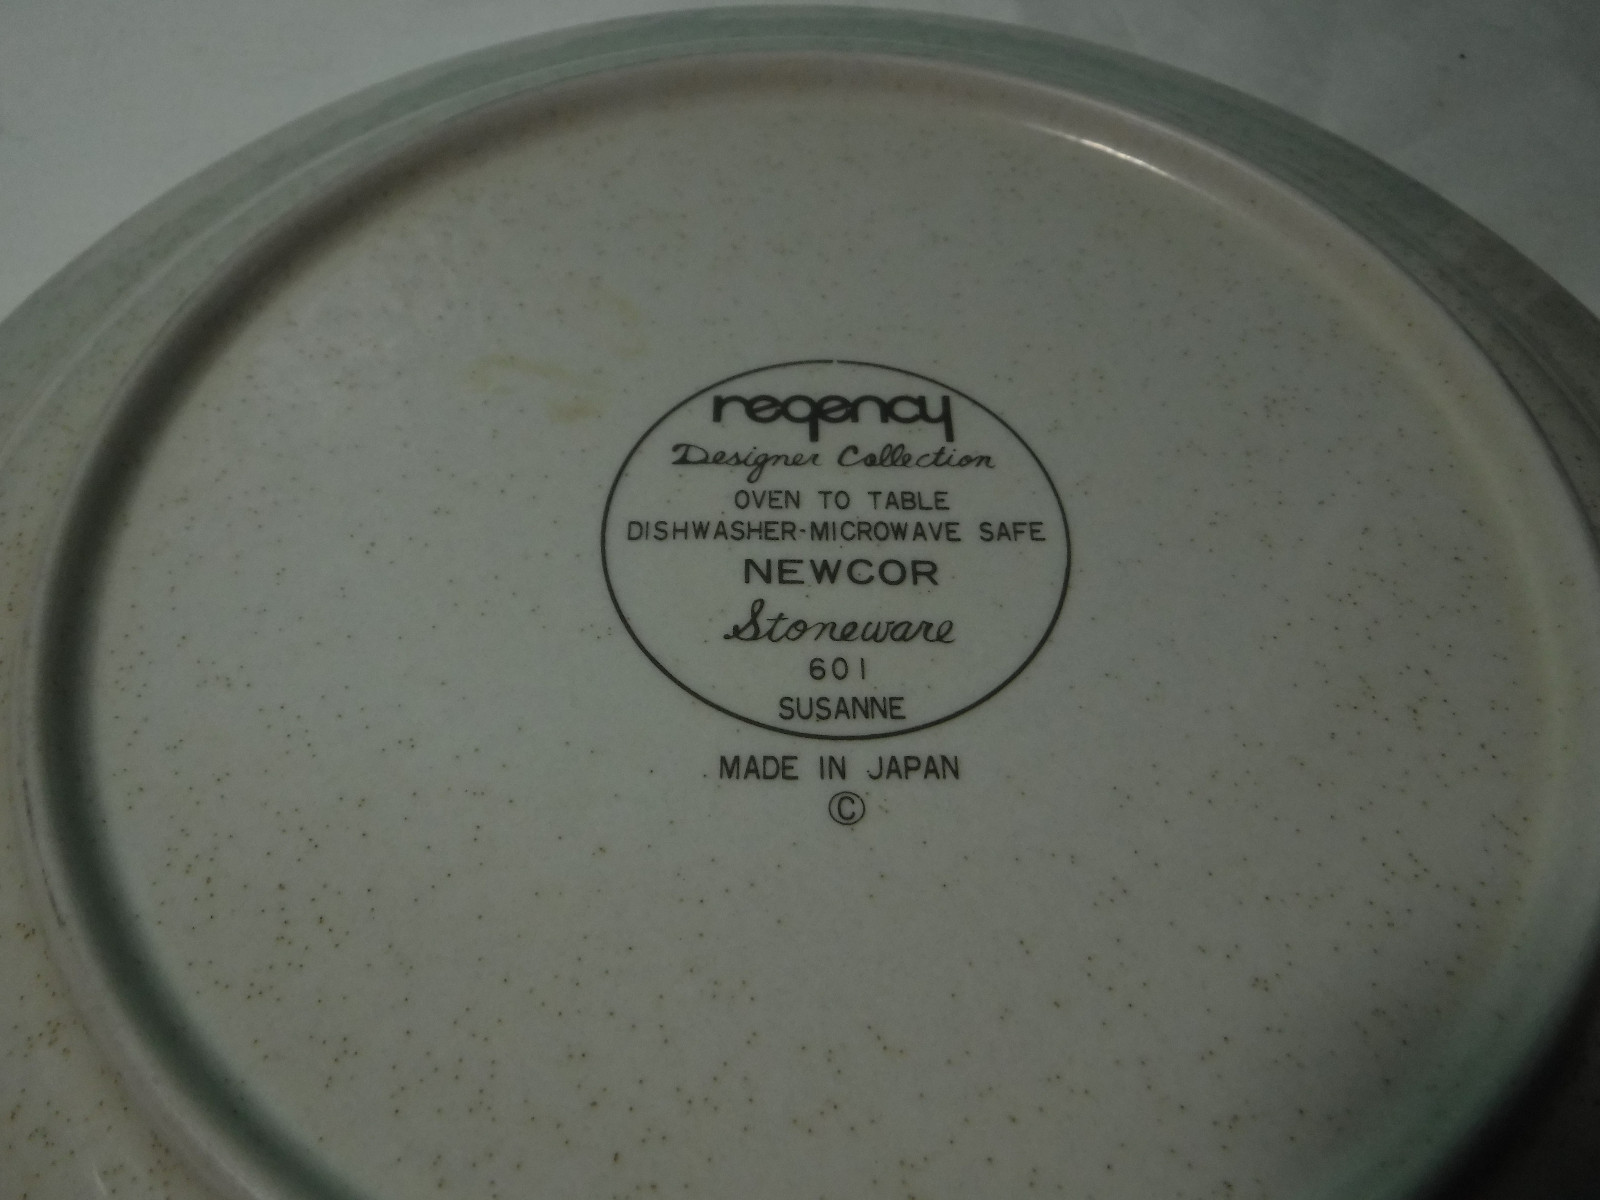 regency
Designer Collection
OVEN TO TABLE
DISHWASHER-MICROWAVE SAFE
NEWCOR
Stoneware
601
SUSANNE
MADE IN JAPAN
©